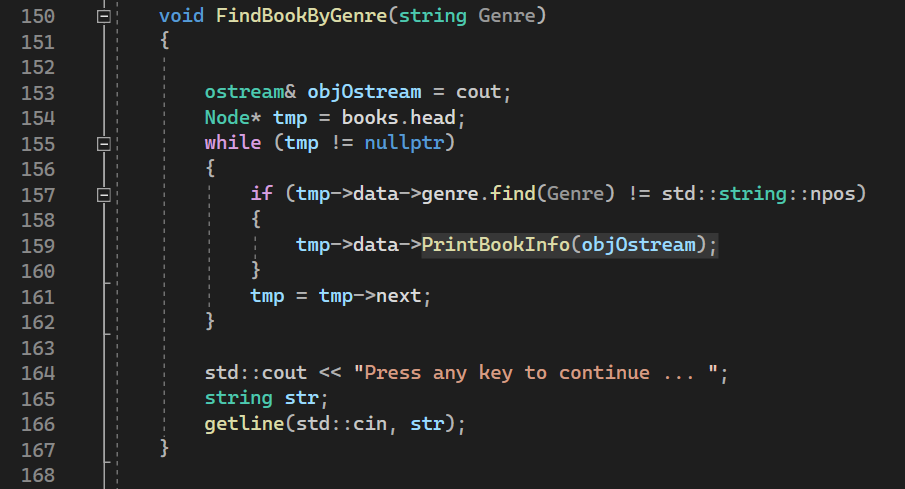 150 void FindBookByGenre(string Genre)
151 {
152
153 ostream& objOstream = cout;
154 Node* tmp = books.head;
155 while (tmp != nullptr)
156 {
157 if (tmp->data->genre.find(Genre) != std::string::npos)
158 {
159 tmp->data->PrintBookInfo(objOstream);
160 }
161 tmp = tmp->next;
162 }
163
164 std::cout << "Press any key to continue ... ";
165 string str;
166 getline(std::cin, str);
167 }
168